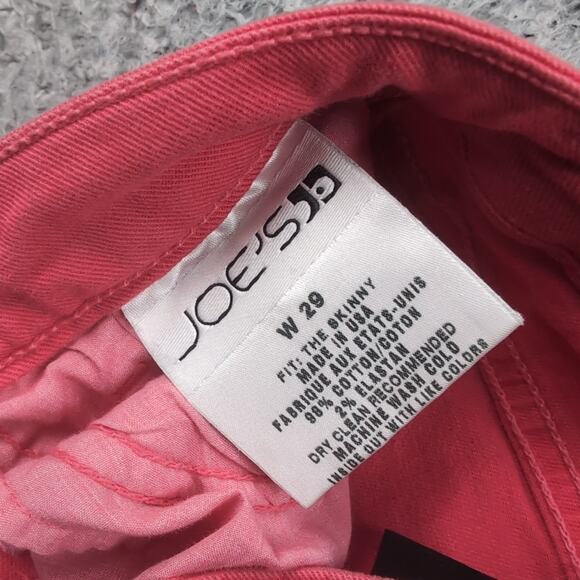 JOE'S
W 29
FIT: THE SKINNY
MADE IN USA
FABRIQUE AUX ETATS-UNIS
98% COTTON/COTON
2% ELASTAN
DRY CLEAN RECOMMENDED
MACHINE WASH COLD
INSIDE OUT WITH LIKE COLORS